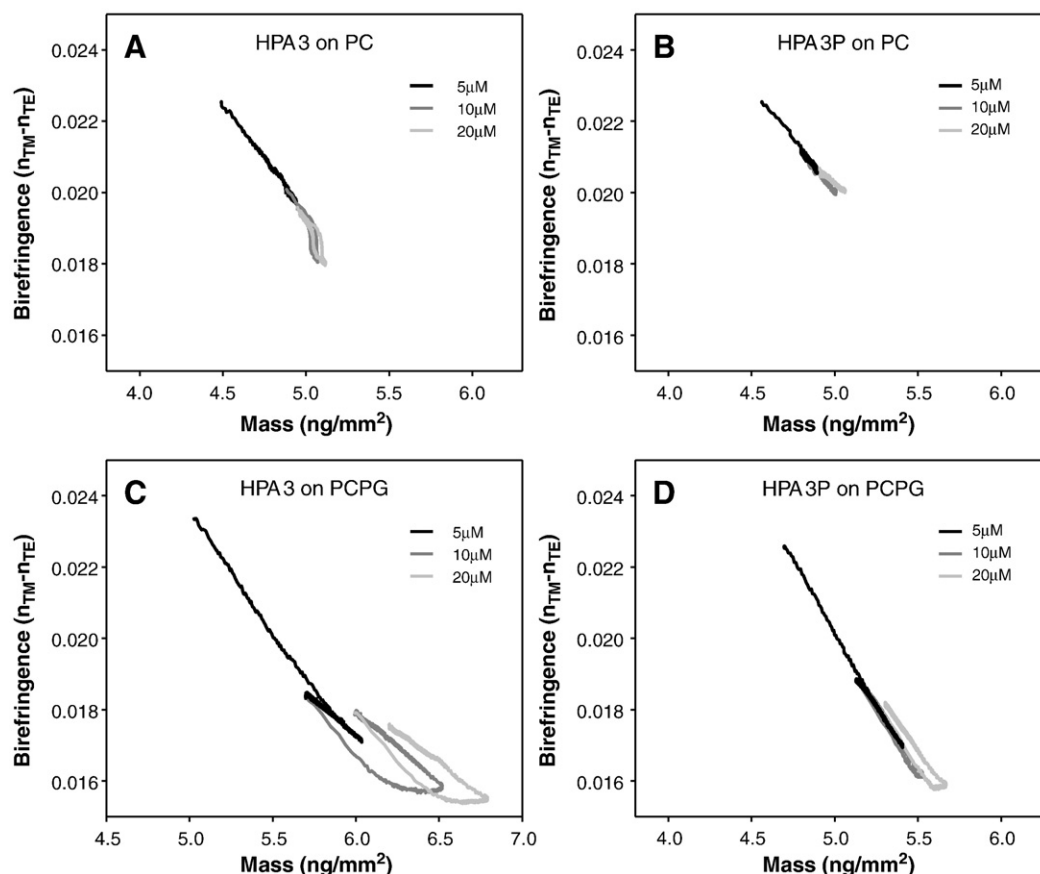 A
HPA3 on PC
5μM
10μM
20μM
0.024
0.022
0.020
0.018
0.016
Birefringence (nTM-nTE)
4.0 4.5 5.0 5.5 6.0
Mass (ng/mm²)
B
HPA3P on PC
5μM
10μM
20μM
0.024
0.022
0.020
0.018
0.016
Birefringence (nTM-nTE)
4.0 4.5 5.0 5.5 6.0
Mass (ng/mm²)
C
HPA3 on PCPG
5μM
10μM
20μM
0.024
0.022
0.020
0.018
0.016
Birefringence (nTM-nTE)
4.5 5.0 5.5 6.0 6.5 7.0
Mass (ng/mm²)
D
HPA3P on PCPG
5μM
10μM
20μM
0.024
0.022
0.020
0.018
0.016
Birefringence (nTM-nTE)
4.0 4.5 5.0 5.5 6.0
Mass (ng/mm²)